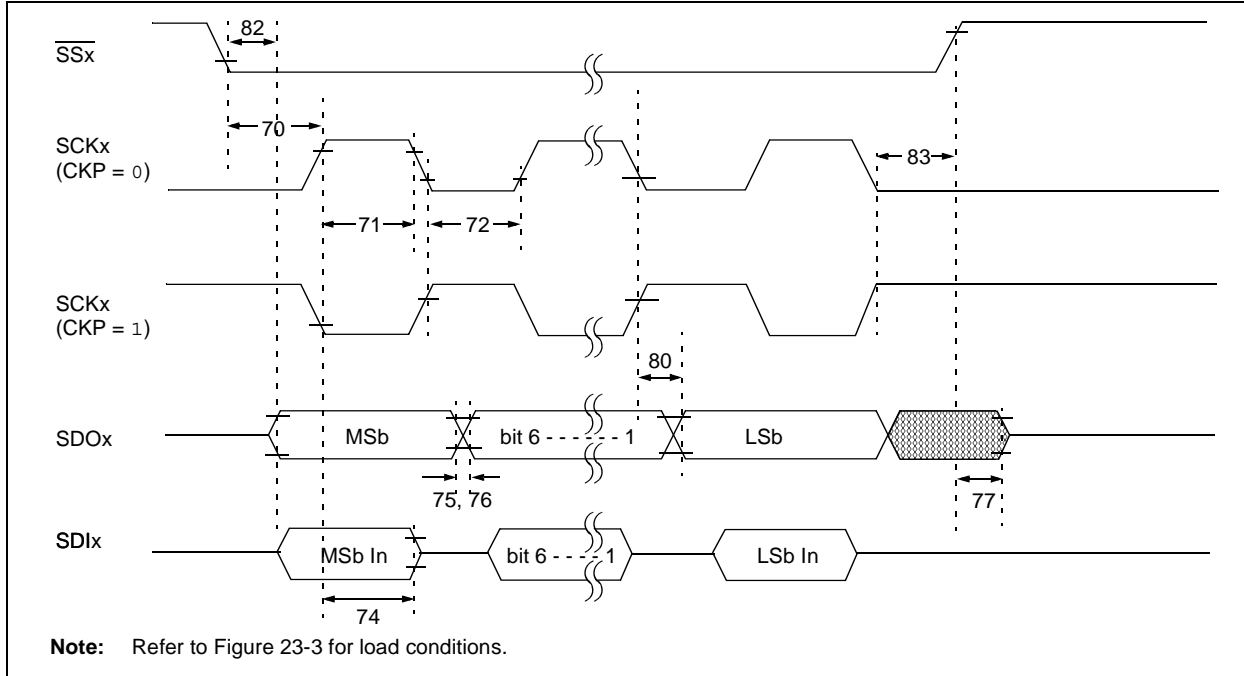 82
SSx
70
SCKx
(CKP = 0)
83
71
72
SCKx
(CKP = 1)
80
SDOx
MSb
bit 6 - - - - - - 1
LSb
75, 76
77
SDIx
MSb In
bit 6 - - - - 1
LSb In
74
Note: Refer to Figure 23-3 for load conditions.